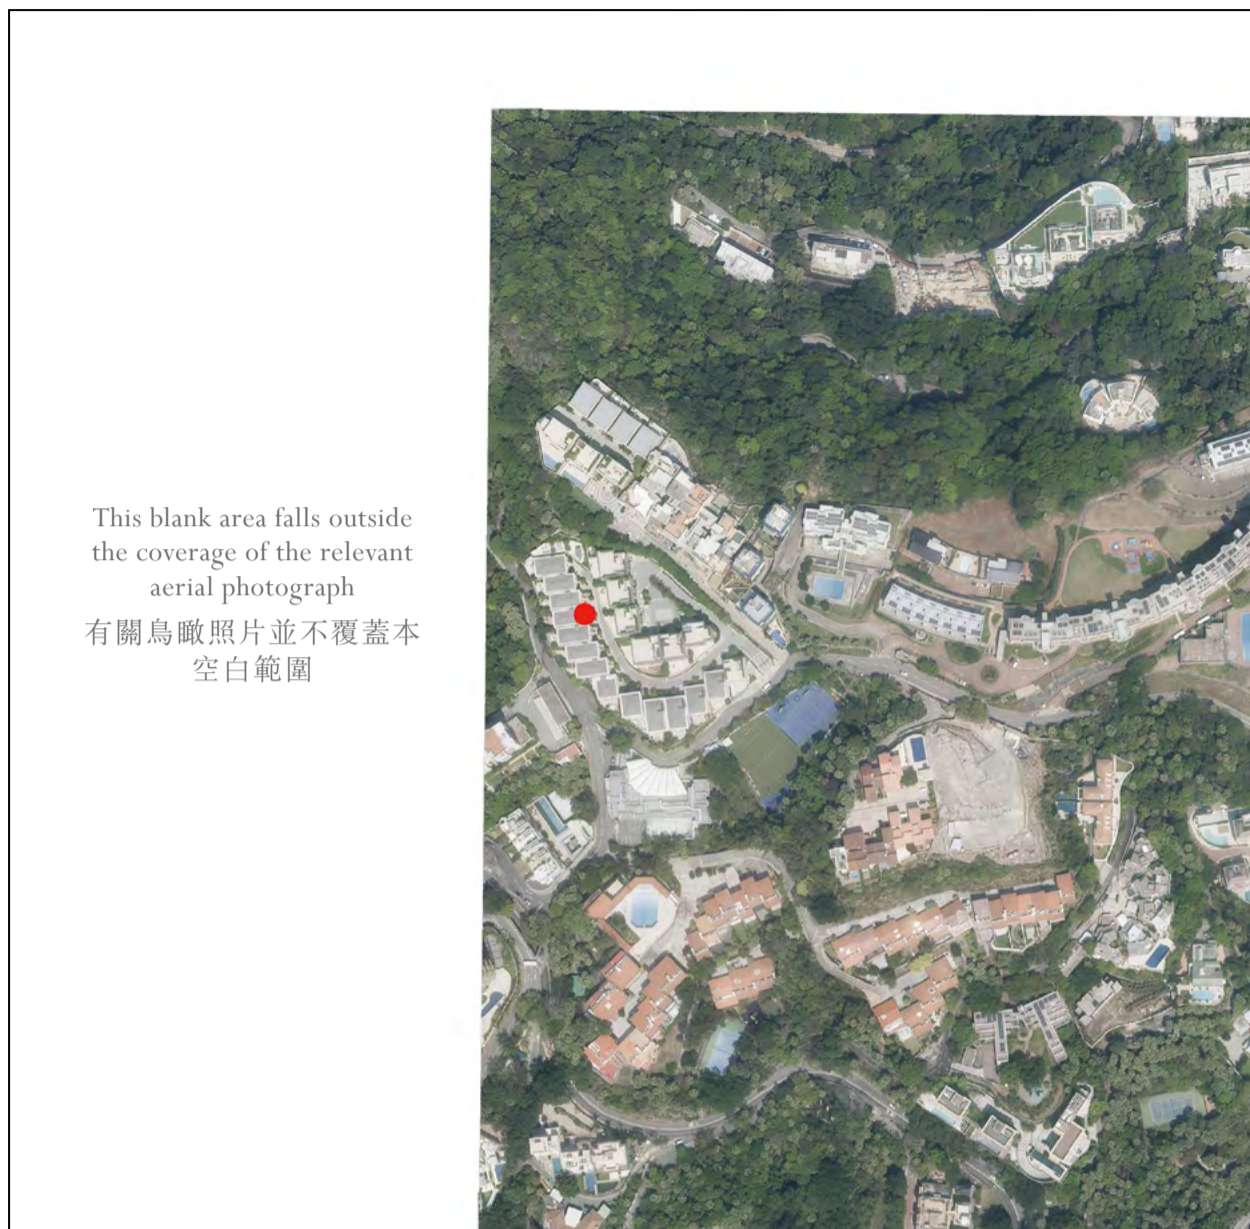 This blank area falls outside
the coverage of the relevant
aerial photograph
有關鳥瞰照片並不覆蓋本
空白範圍